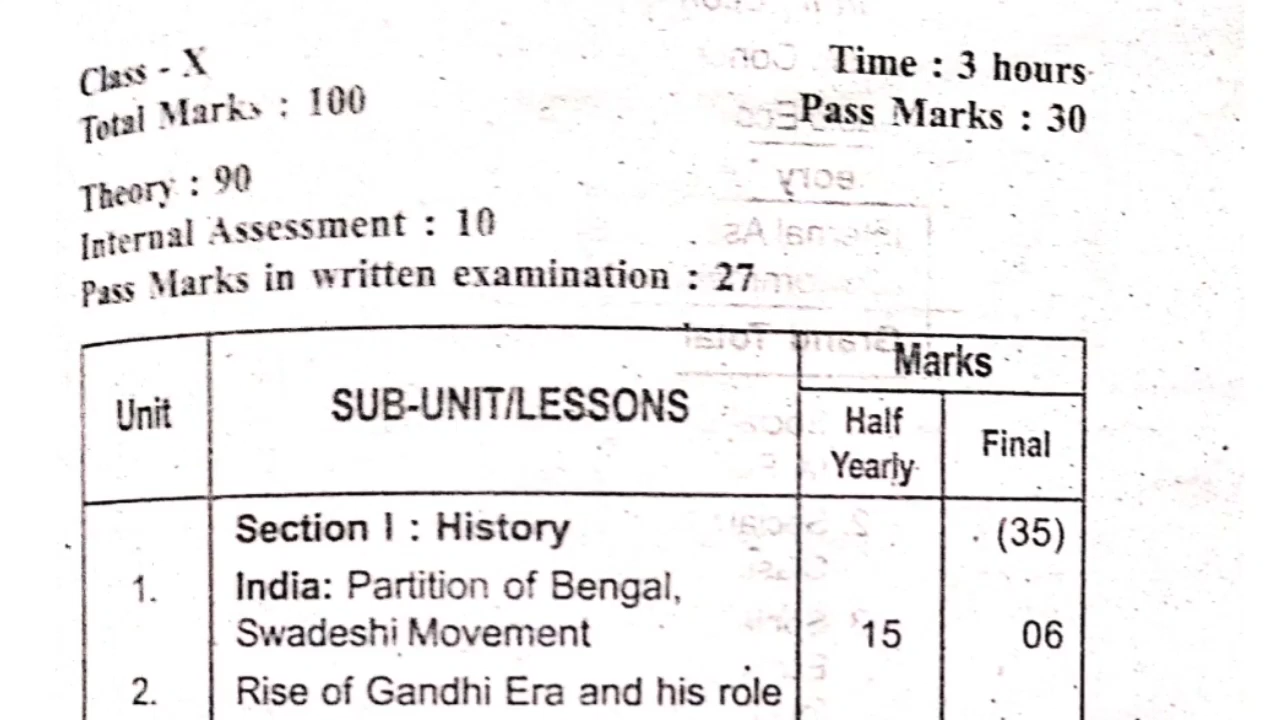 Class - X
Time : 3 hours
Total Marks : 100
Pass Marks : 30
Theory : 90
Internal Assessment : 10
Pass Marks in written examination : 27
Unit
SUB-UNIT/LESSONS
Marks
Half
Yearly
Final
Section I : History
(35)
1.
India: Partition of Bengal,
Swadeshi Movement
15
06
2.
Rise of Gandhi Era and his role